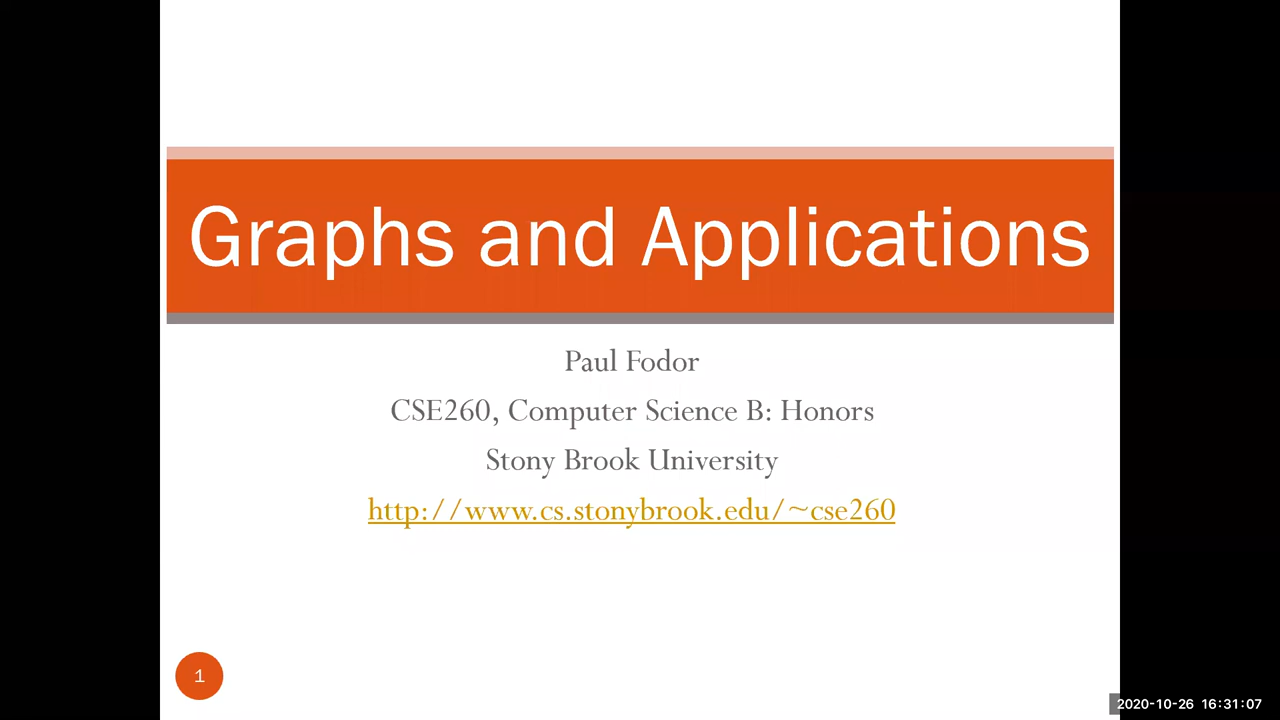 Graphs and Applications
Paul Fodor
CSE260, Computer Science B: Honors
Stony Brook University
http://www.cs.stonybrook.edu/~cse260
1
2020-10-26 16:31:07